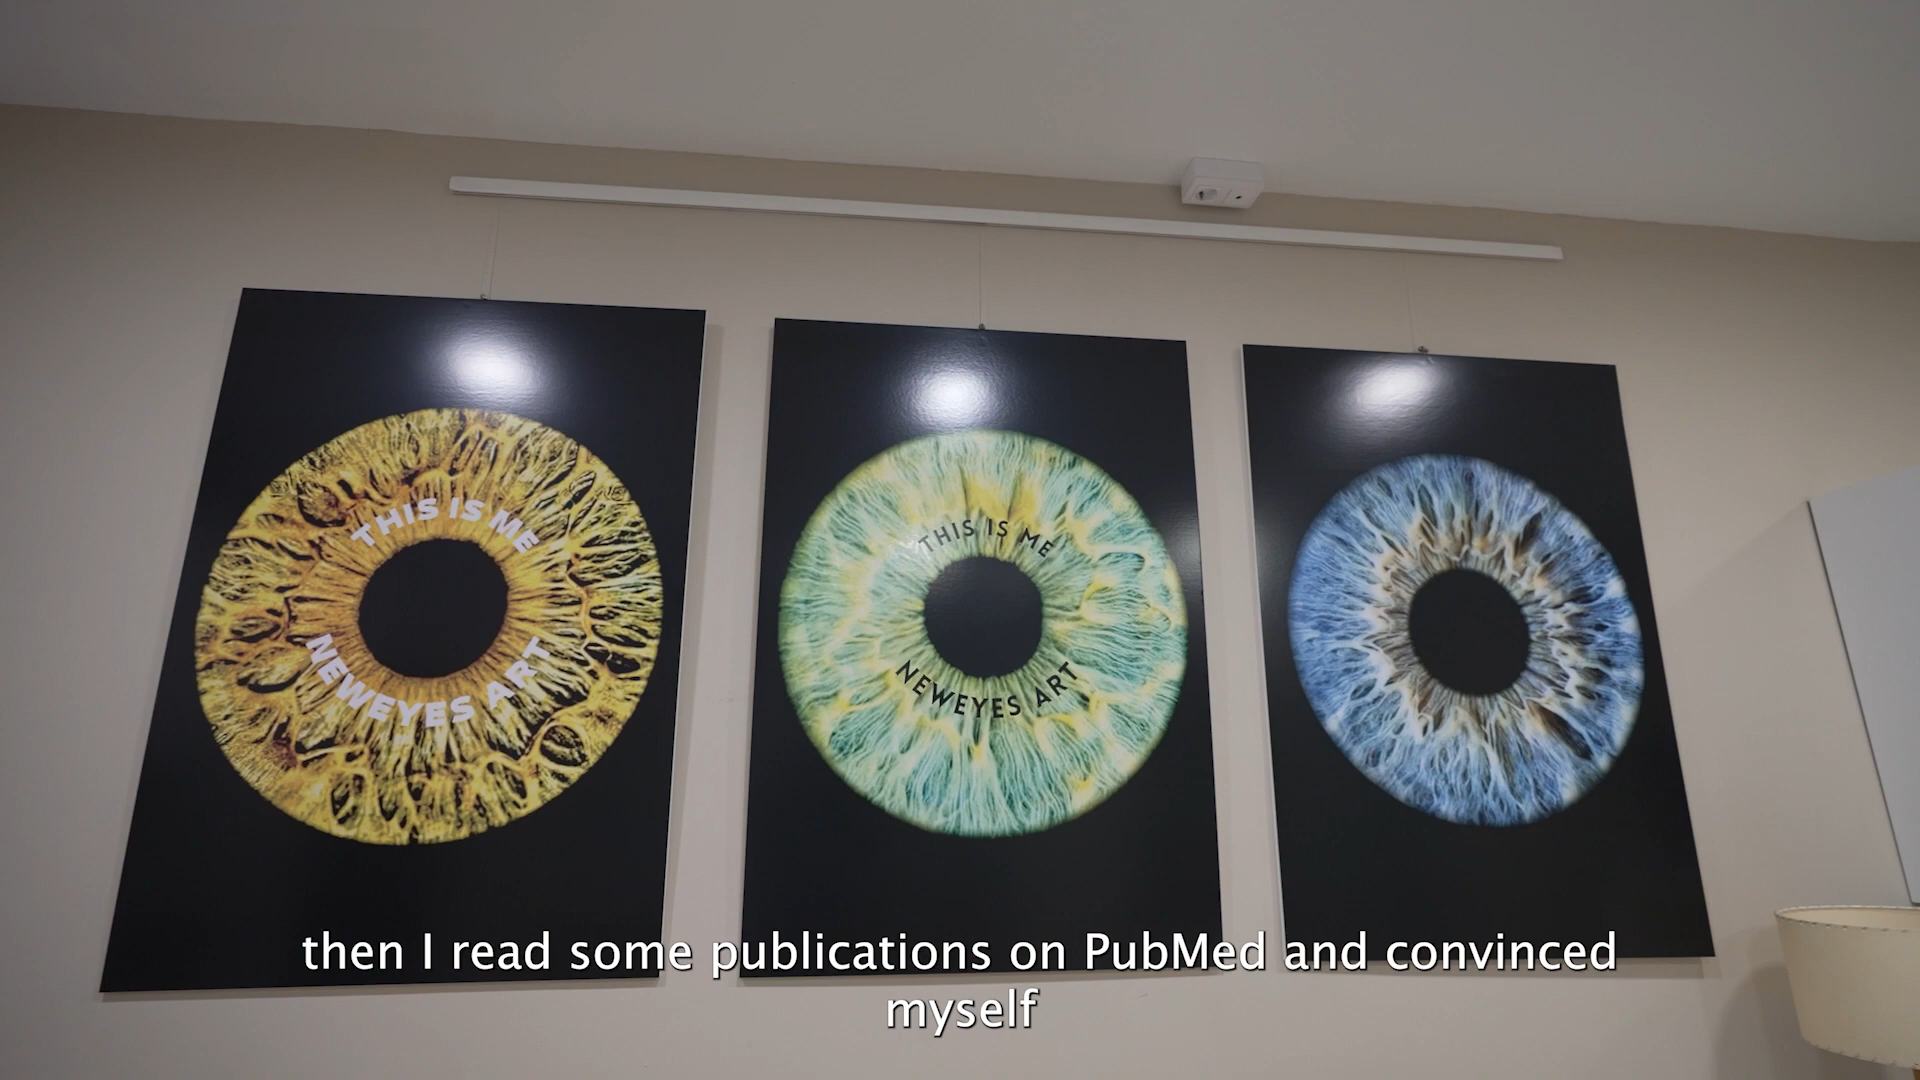 THIS IS ME
NEWEYES ART
THIS IS ME
NEWEYES ART
then I read some publications on PubMed and convinced
myself